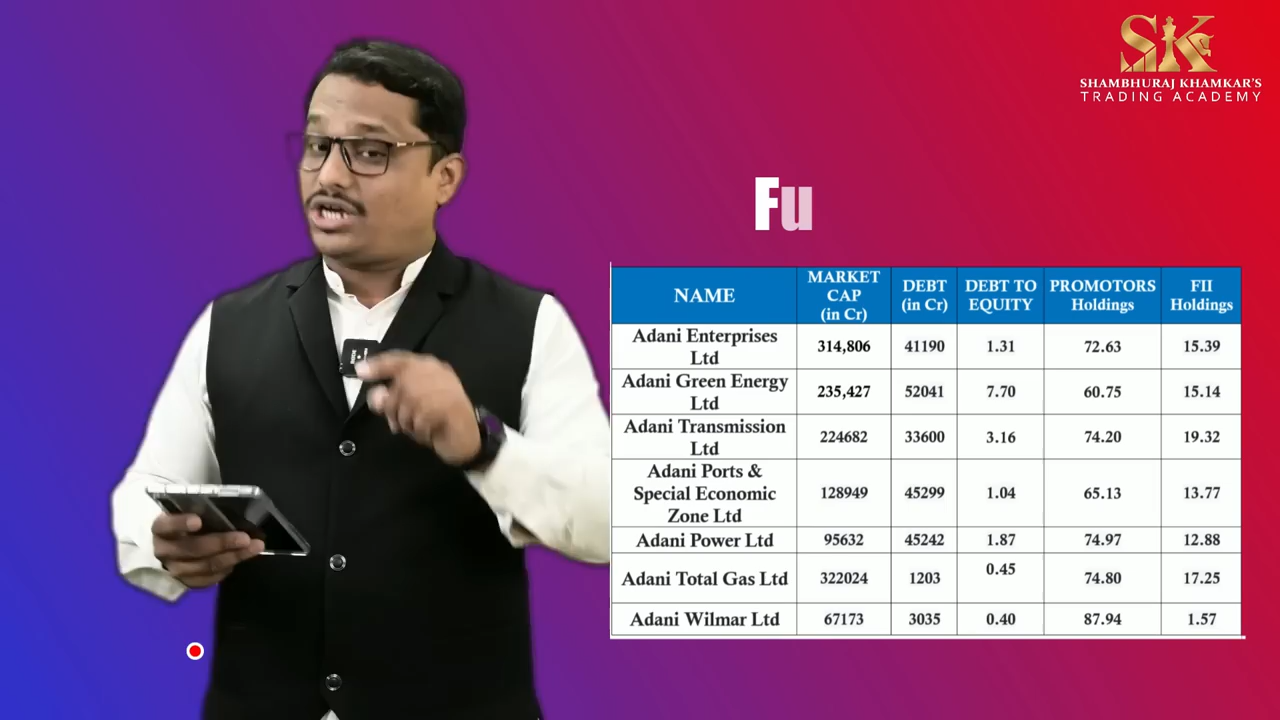 SK
SHAMBHURAJ KHAMKAR'S
TRADING ACADEMY
Fu
NAME MARKET CAP (in Cr) DEBT (in Cr) DEBT TO EQUITY PROMOTORS Holdings FII Holdings
Adani Enterprises Ltd 314,806 41190 1.31 72.63 15.39
Adani Green Energy Ltd 235,427 52041 7.70 60.75 15.14
Adani Transmission Ltd 224682 33600 3.16 74.20 19.32
Adani Ports & Special Economic Zone Ltd 128949 45299 1.04 65.13 13.77
Adani Power Ltd 95632 45242 1.87 74.97 12.88
Adani Total Gas Ltd 322024 1203 0.45 74.80 17.25
Adani Wilmar Ltd 67173 3035 0.40 87.94 1.57